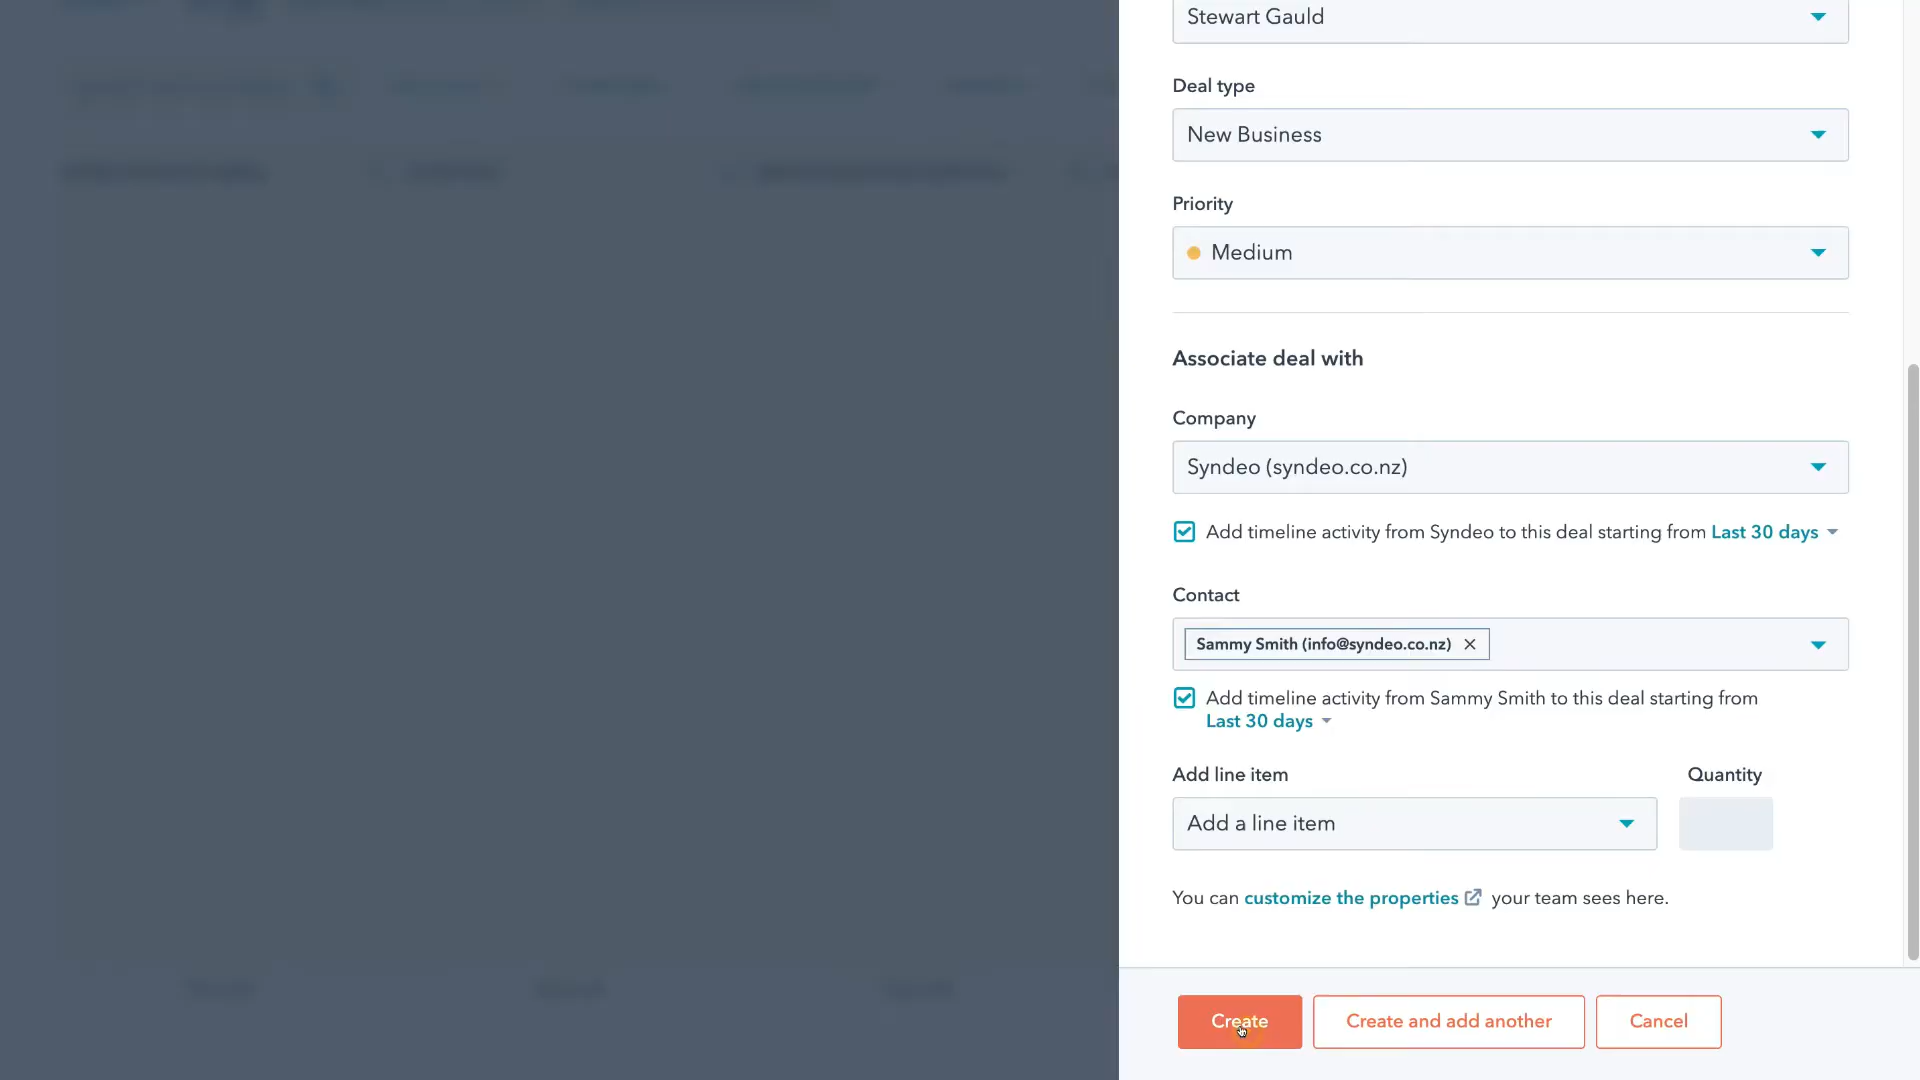 Stewart Gauld
Deal type
New Business
Priority
Medium
Associate deal with
Company
Syndeo (syndeo.co.nz)
Add timeline activity from Syndeo to this deal starting from Last 30 days
Contact
Sammy Smith (info@syndeo.co.nz)
Add timeline activity from Sammy Smith to this deal starting from
Last 30 days
Add line item Quantity
Add a line item
You can customize the properties your team sees here.
Create Create and add another Cancel